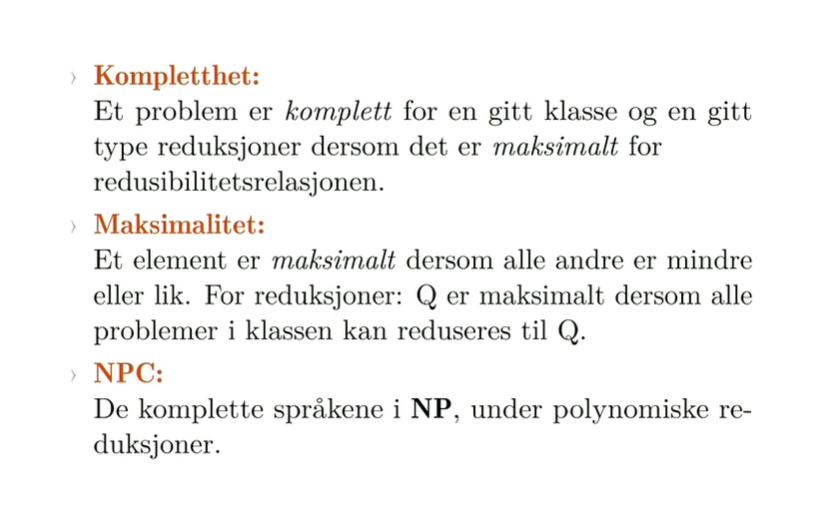 › Kompletthet:
Et problem er komplett for en gitt klasse og en gitt
type reduksjoner dersom det er maksimalt for
redusibilitetsrelasjonen.
› Maksimalitet:
Et element er maksimalt dersom alle andre er mindre
eller lik. For reduksjoner: Q er maksimalt dersom alle
problemer i klassen kan reduseres til Q.
› NPC:
De komplette språkene i NP, under polynomiske re-
duksjoner.